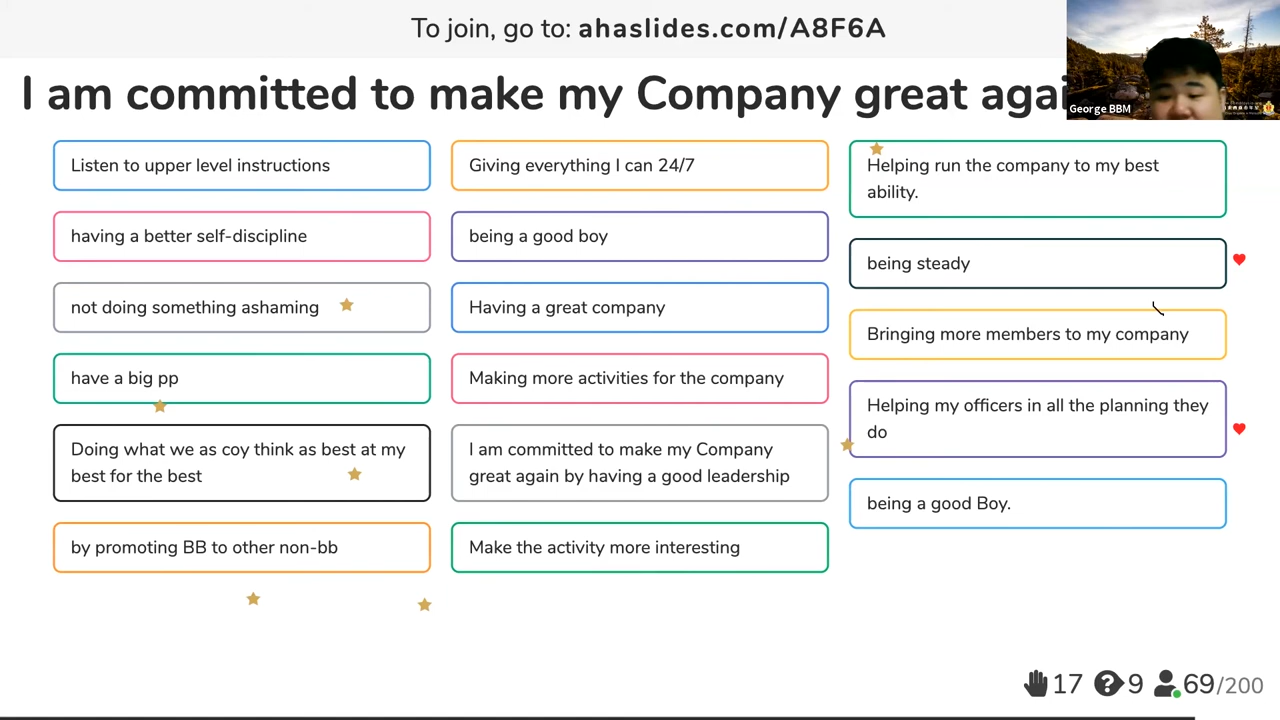 To join, go to: ahaslides.com/A8F6A
I am committed to make my Company great agai
George BBM
Listen to upper level instructions
having a better self-discipline
not doing something ashaming
have a big pp
Doing what we as coy think as best at my
best for the best
by promoting BB to other non-bb
Giving everything I can 24/7
being a good boy
Having a great company
Making more activities for the company
I am committed to make my Company
great again by having a good leadership
Make the activity more interesting
Helping run the company to my best
ability.
being steady
Bringing more members to my company
Helping my officers in all the planning they
do
being a good Boy.
17 9 69/200